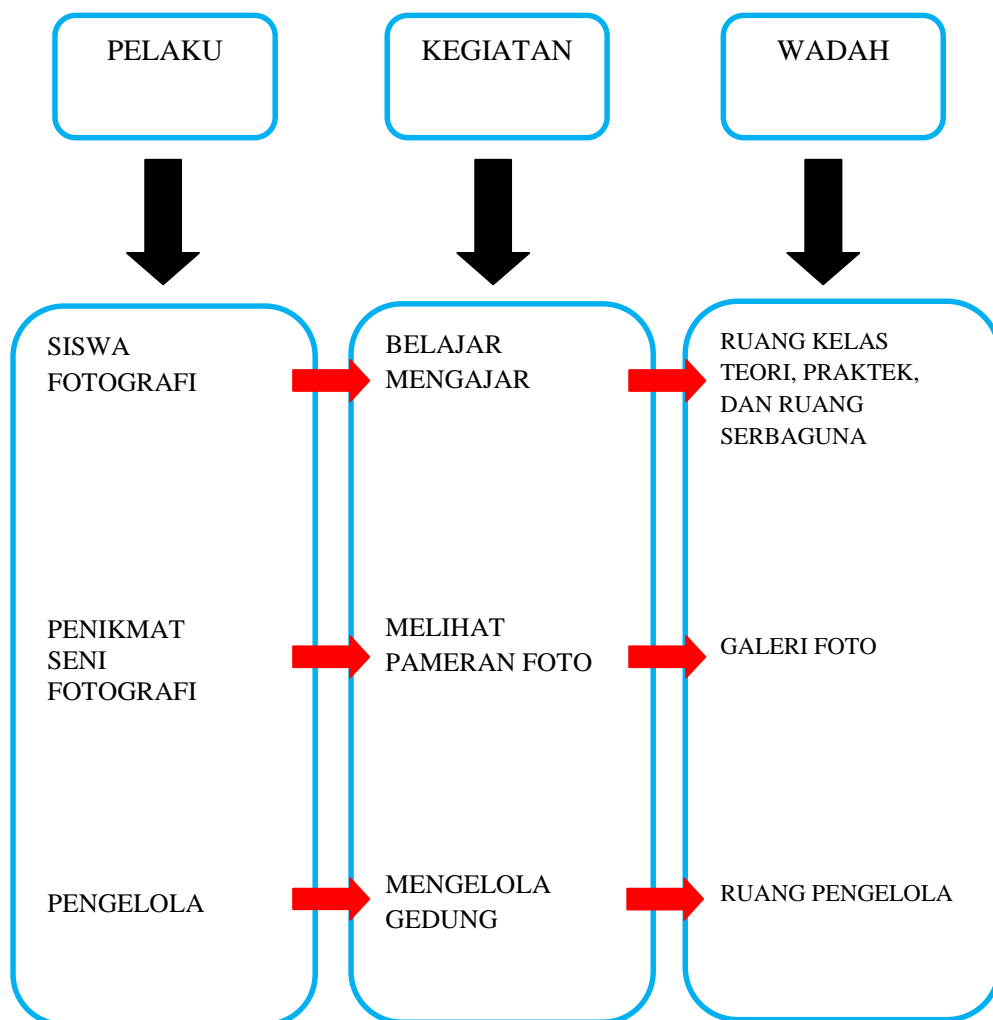 PELAKU
KEGIATAN
WADAH
SISWA
FOTOGRAFI
BELAJAR
MENGAJAR
RUANG KELAS
TEORI, PRAKTEK,
DAN RUANG
SERBAGUNA
PENIKMAT
SENI
FOTOGRAFI
MELIHAT
PAMERAN FOTO
GALERI FOTO
PENGELOLA
MENGELOLA
GEDUNG
RUANG PENGELOLA